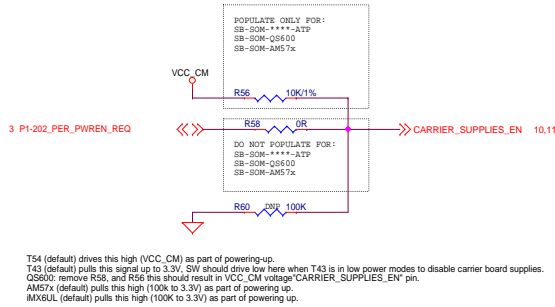 POPULATE ONLY FOR:
SB-SOM-****-ATP
SB-SOM-QS600
SB-SOM-AM57x
VCC_CM
R56 10K/1%
3 P1-202_PER_PWREN_REQ
R58 0R
CARRIER_SUPPLIES_EN 10,11
DO NOT POPULATE FOR:
SB-SOM-****-ATP
SB-SOM-QS600
SB-SOM-AM57x
R60 DNP 100K
T54 (default) drives this high (VCC_CM) as part of powering-up.
T43 (default) pulls this signal up to 3.3V, SW should drive low here when T43 is in low power modes to disable carrier board supplies.
QS600: remove R58, and R56 this should result in VCC_CM voltage"CARRIER_SUPPLIES_EN" pin.
AM57x (default) pulls this high (100k to 3.3V) as part of powering up.
iMX6UL (default) pulls this high (100K to 3.3V) as part of powering up.